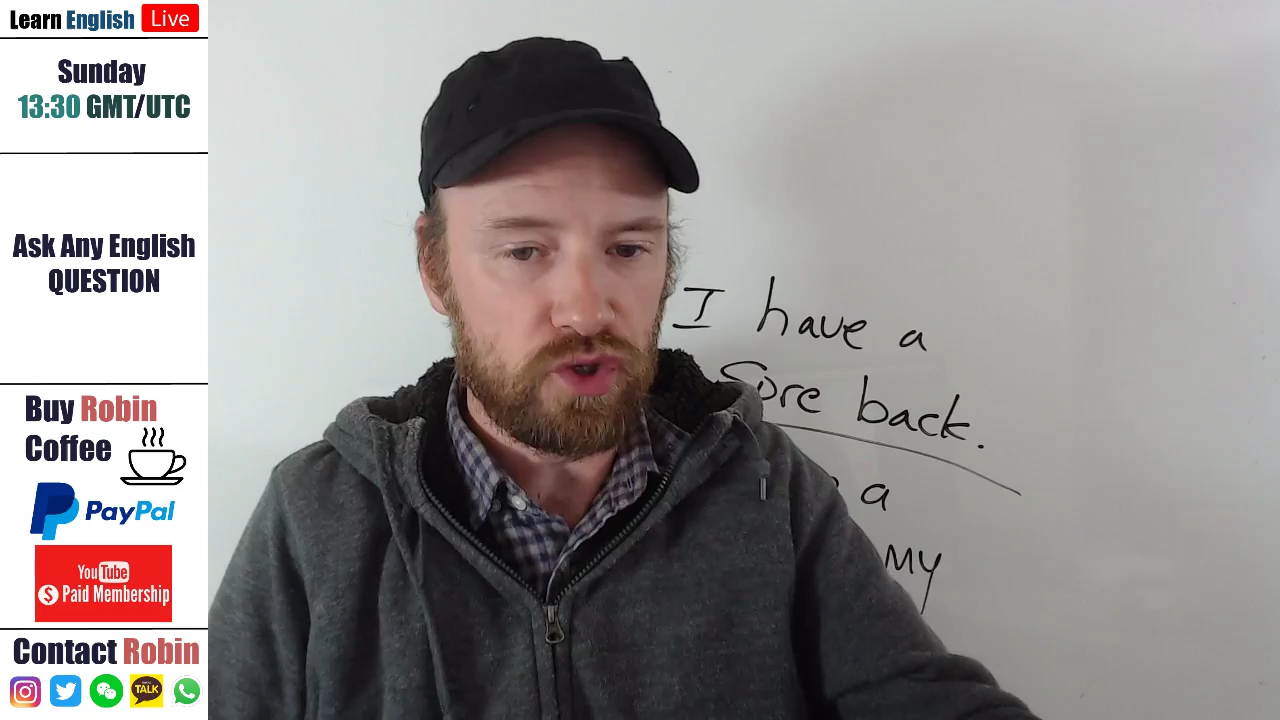 Learn English Live
Sunday
13:30 GMT/UTC
Ask Any English
QUESTION
Buy Robin
Coffee
PayPal
YouTube
$ Paid Membership
Contact Robin
TALK
I have a
Sore back.
a
MY